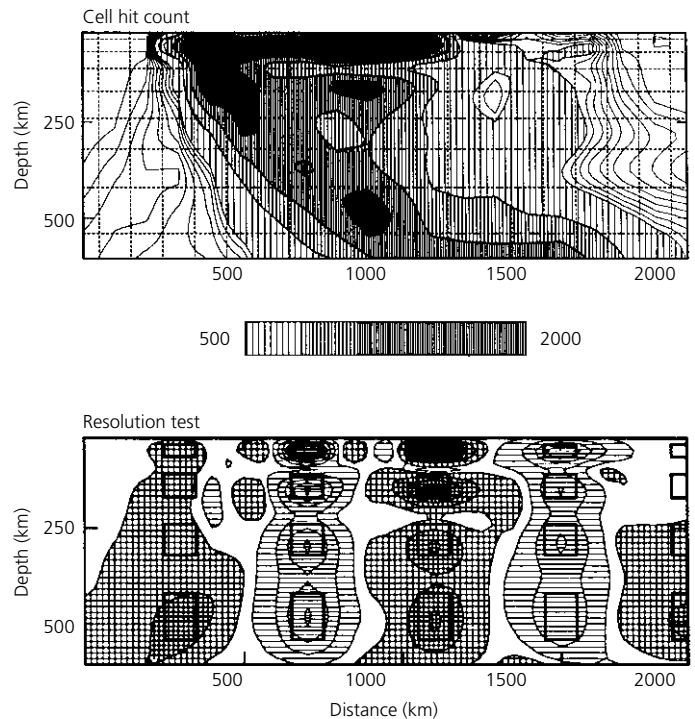 Cell hit count
Depth (km)
250
500
500 1000 1500 2000
500 2000
Resolution test
Depth (km)
250
500
500 1000 1500 2000
Distance (km)